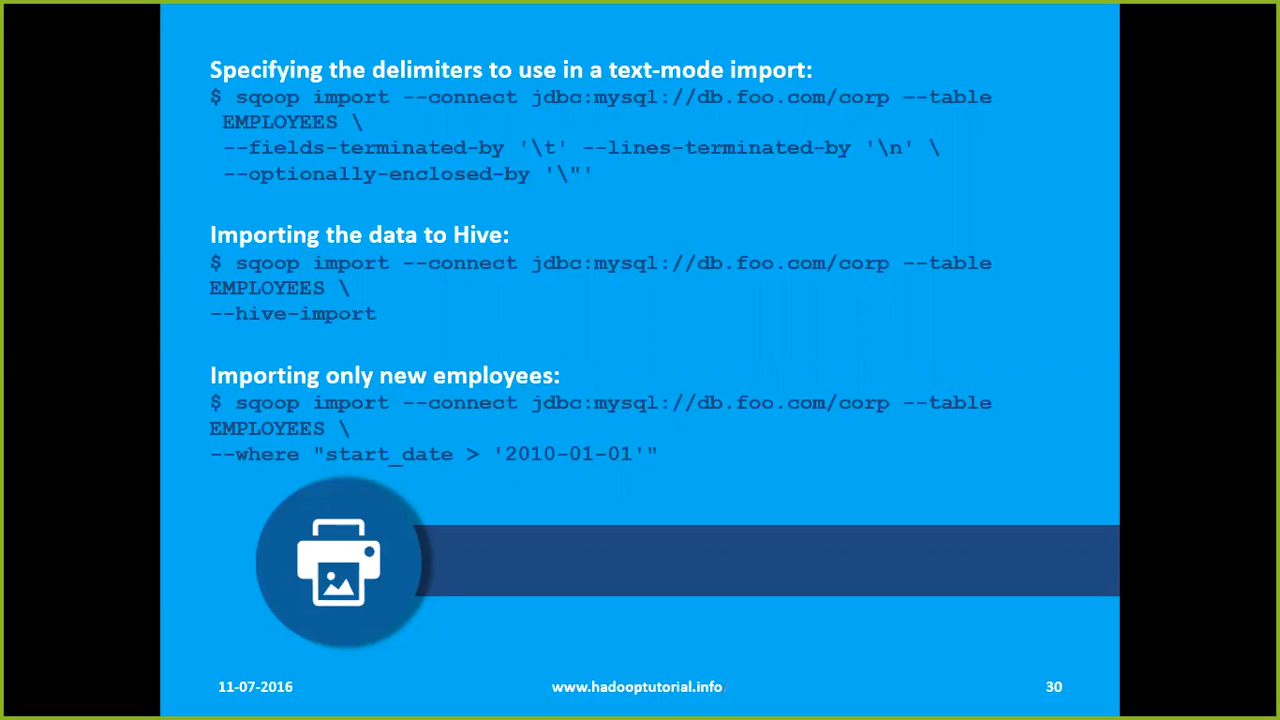 Specifying the delimiters to use in a text-mode import:
$ sqoop import --connect jdbc:mysql://db.foo.com/corp --table
EMPLOYEES \
--fields-terminated-by '\t' --lines-terminated-by '\n' \
--optionally-enclosed-by '\"'
Importing the data to Hive:
$ sqoop import --connect jdbc:mysql://db.foo.com/corp --table
EMPLOYEES \
--hive-import
Importing only new employees:
$ sqoop import --connect jdbc:mysql://db.foo.com/corp --table
EMPLOYEES \
--where "start_date > '2010-01-01'"
11-07-2016
www.hadooptutorial.info
30